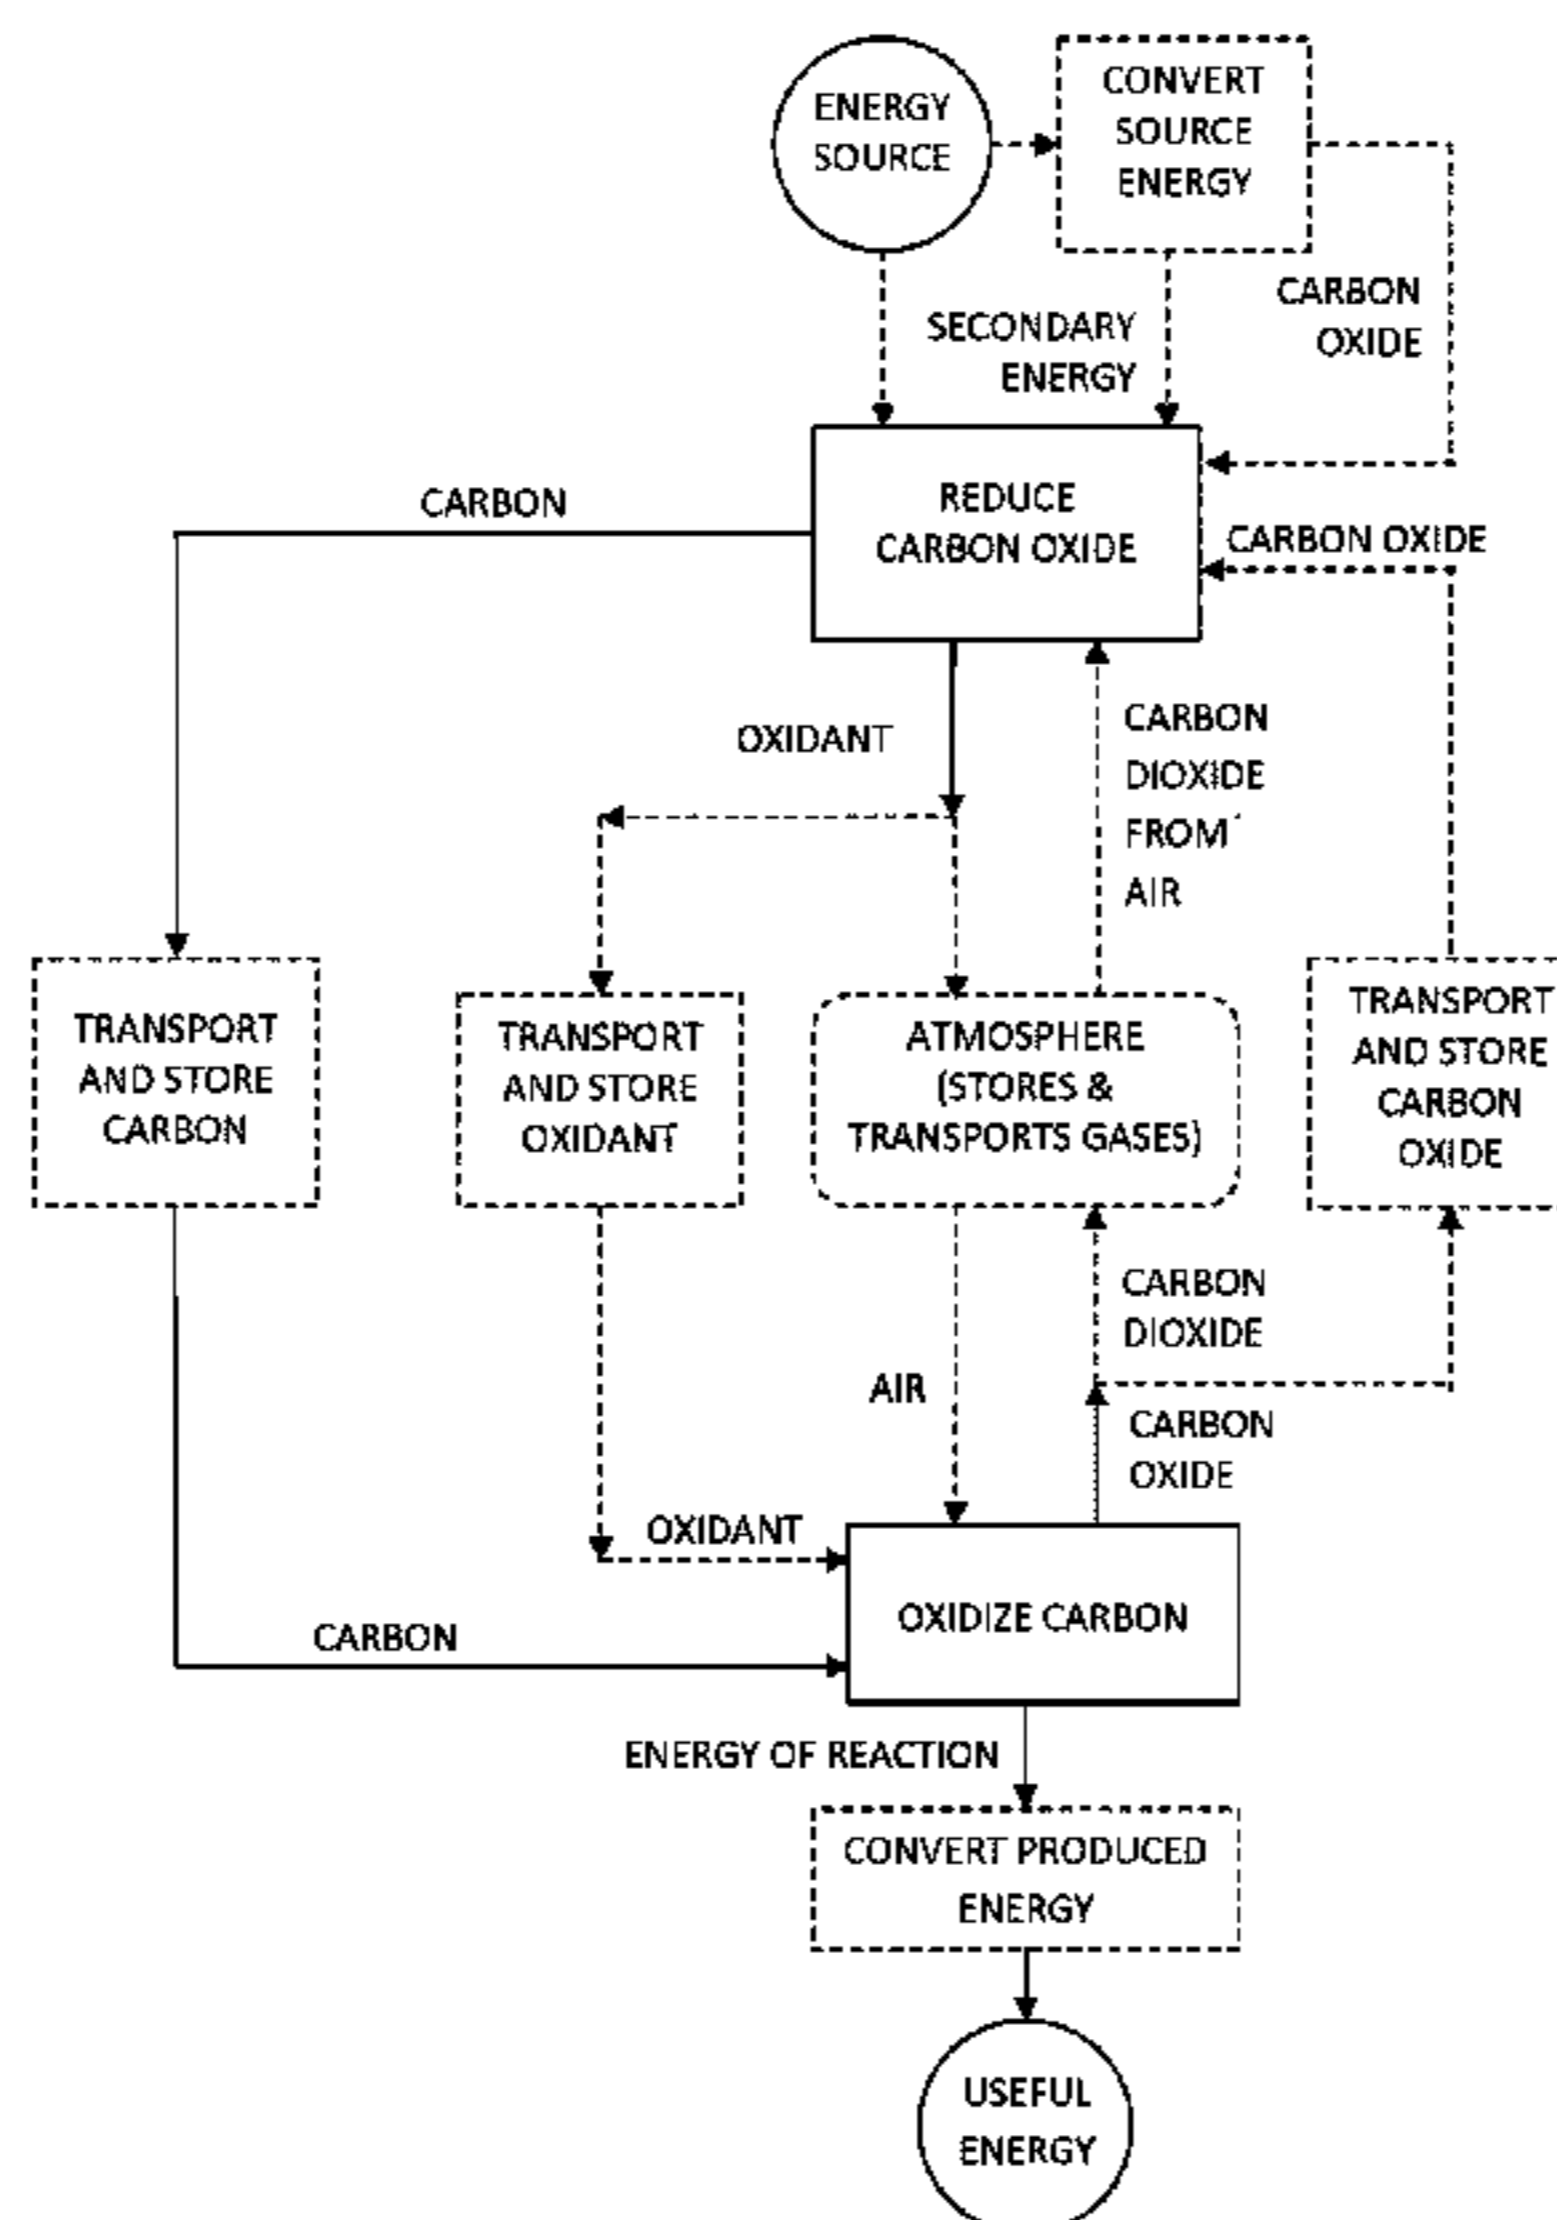 ENERGY
SOURCE
CONVERT
SOURCE
ENERGY
SECONDARY
ENERGY
CARBON
OXIDE
REDUCE
CARBON OXIDE
CARBON
CARBON OXIDE
OXIDANT
CARBON
DIOXIDE
FROM
AIR
TRANSPORT
AND STORE
CARBON
TRANSPORT
AND STORE
OXIDANT
ATMOSPHERE
(STORES &
TRANSPORTS GASES)
TRANSPORT
AND STORE
CARBON
OXIDE
CARBON
DIOXIDE
AIR
CARBON
OXIDE
OXIDANT
OXIDIZE CARBON
CARBON
ENERGY OF REACTION
CONVERT PRODUCED
ENERGY
USEFUL
ENERGY